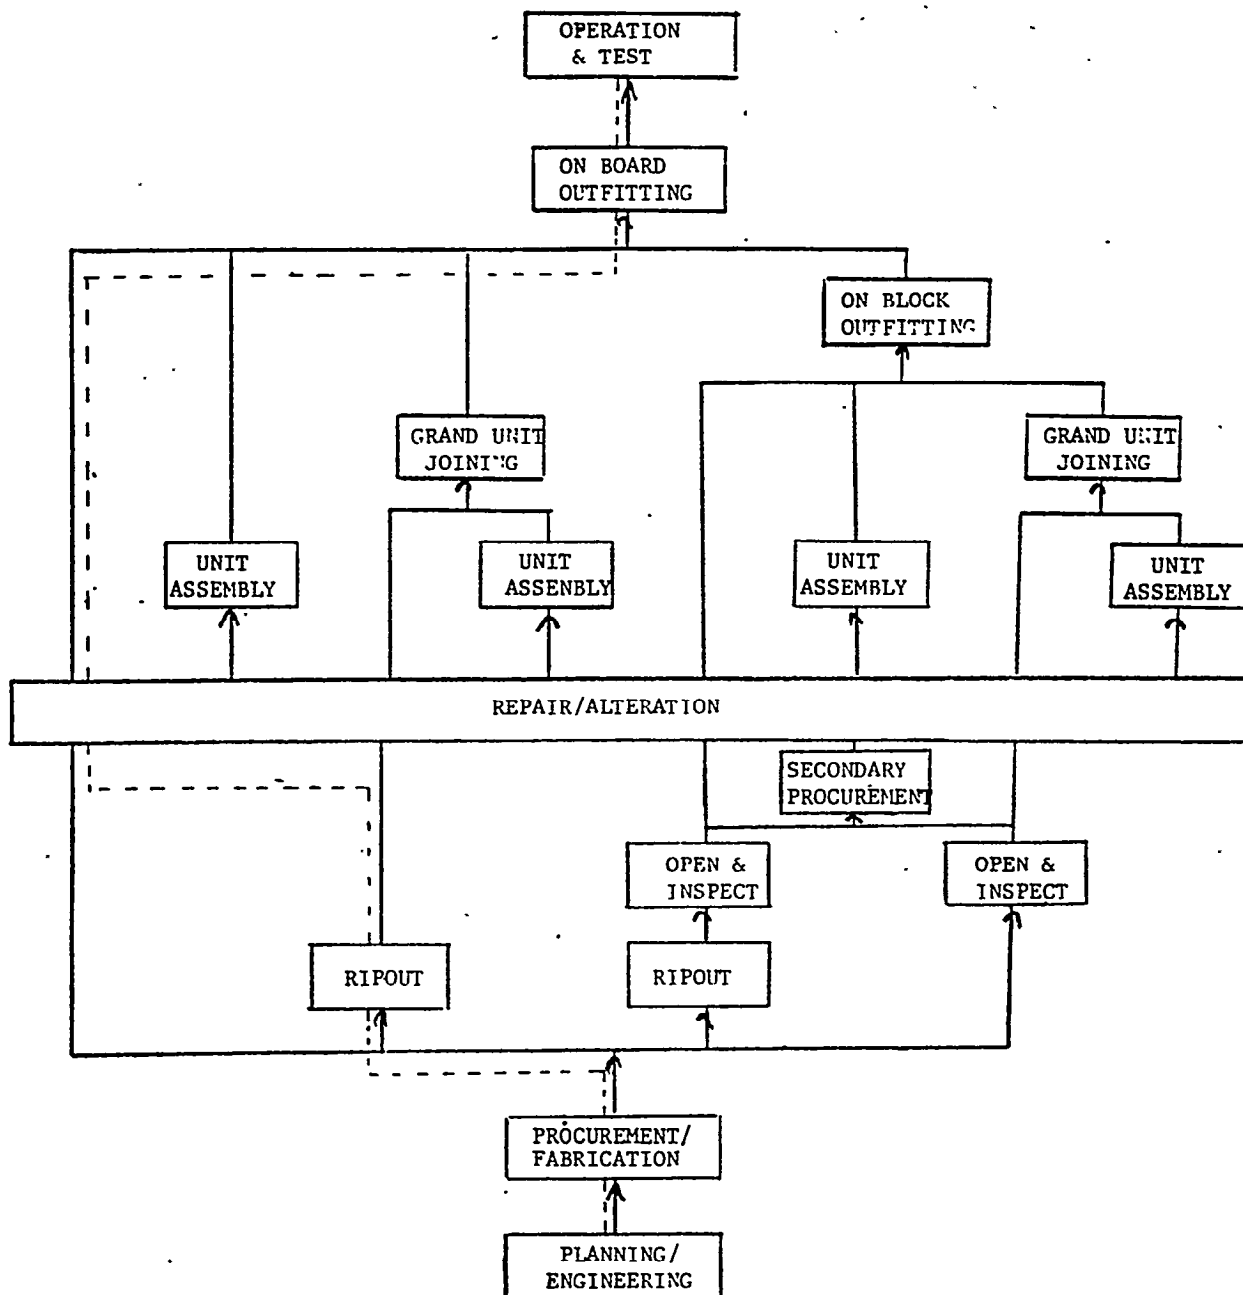 OPERATION
& TEST
ON BOARD
OUTFITTING
ON BLOCK
OUTFITTING
GRAND UNIT
JOINING
GRAND UNIT
JOINING
UNIT
ASSEMBLY
UNIT
ASSENBLY
UNIT
ASSEMBLY
UNIT
ASSEMBLY
REPAIR/ALTERATION
SECONDARY
PROCUREMENT
OPEN &
INSPECT
OPEN &
INSPECT
RIPOUT
RIPOUT
PROCUREMENT/
FABRICATION
PLANNING/
ENGINEERING